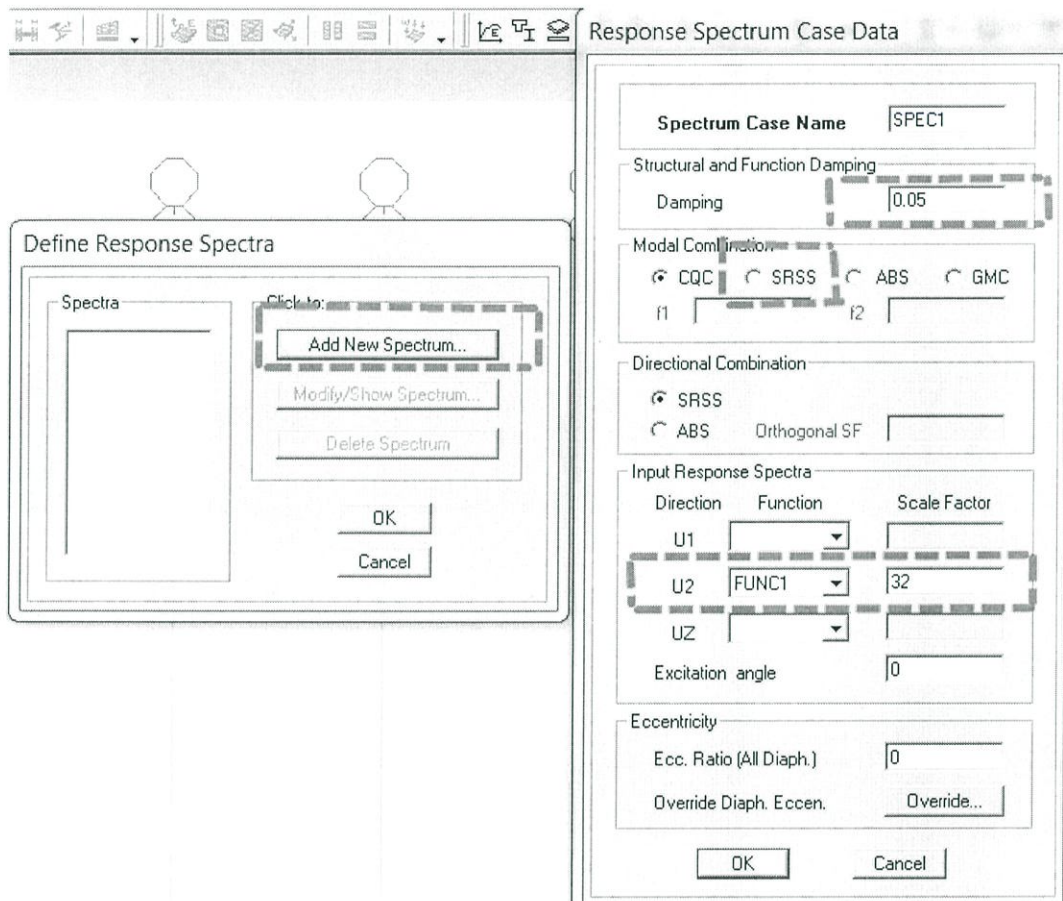 Define Response Spectra
Spectra
Click to:
Add New Spectrum...
Modify/Show Spectrum...
Delete Spectrum
OK
Cancel
Response Spectrum Case Data
Spectrum Case Name SPEC1
Structural and Function Damping
Damping 0.05
Modal Combination
CQC SRSS ABS GMC
f1 f2
Directional Combination
SRSS
ABS Orthogonal SF
Input Response Spectra
Direction Function Scale Factor
U1
U2 FUNC1 32
UZ
Excitation angle 0
Eccentricity
Ecc. Ratio (All Diaph.) 0
Override Diaph. Eccen. Override...
OK Cancel